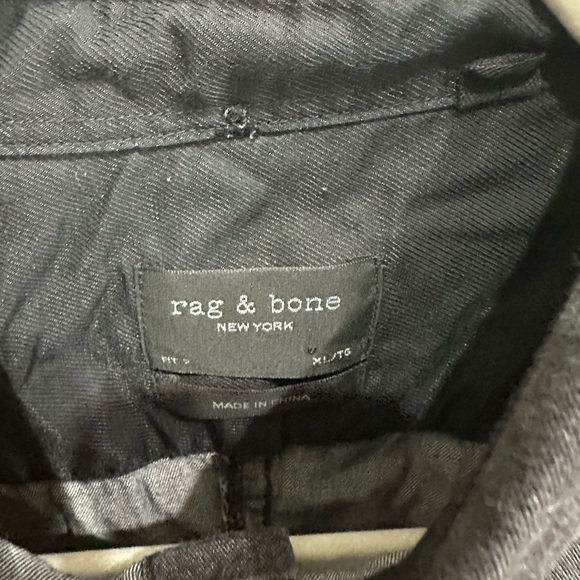 rag & bone
NEW YORK
FIT 2 XL/TG
MADE IN CHINA